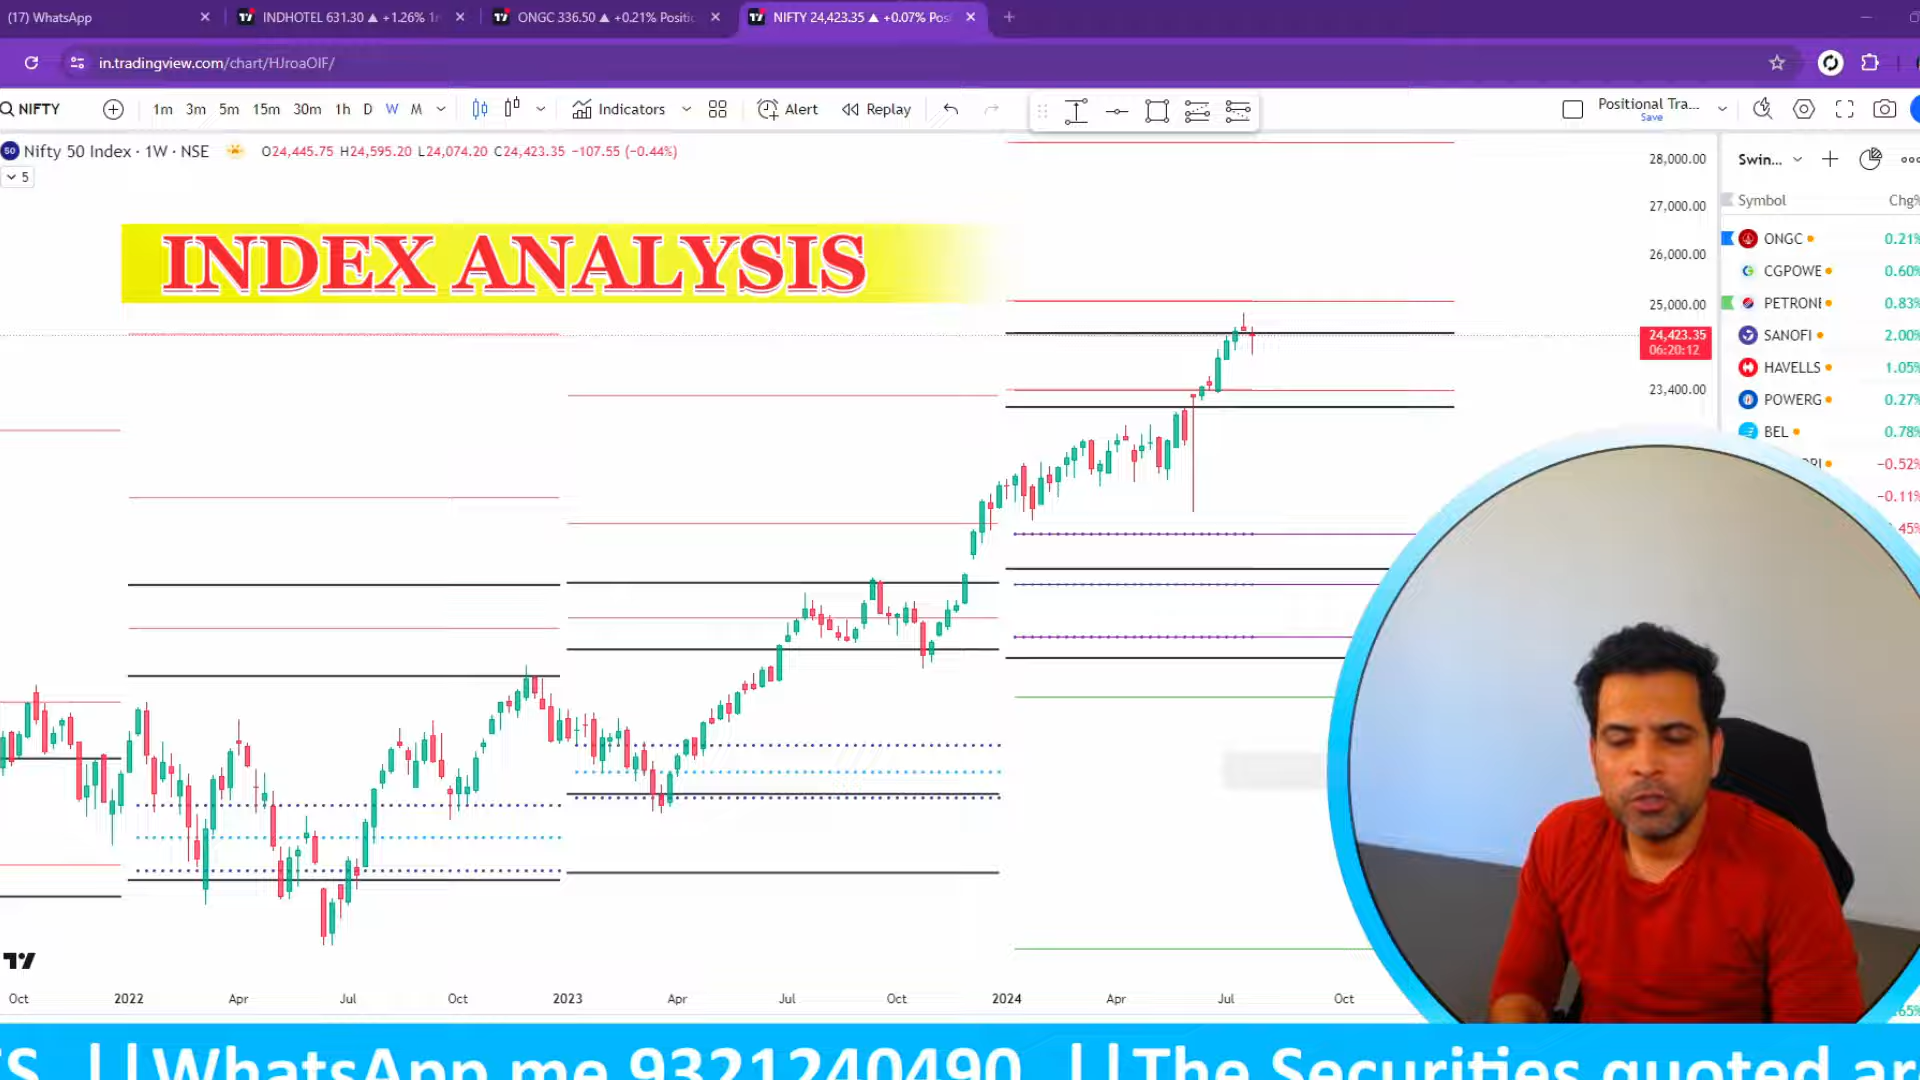 (17) WhatsApp
INDHOTEL 631.30 ▲ +1.26%
ONGC 336.50 ▲ +0.21% Positi
NIFTY 24,423.35 ▲ +0.07% Pos
in.tradingview.com/chart/HJroaOIF/
NIFTY
1m 3m 5m 15m 30m 1h D W M
Indicators
Alert
Replay
Positional Tra...
Save
Nifty 50 Index · 1W · NSE O24,445.75 H24,595.20 L24,074.20 C24,423.35 −107.55 (−0.44%)
5
INDEX ANALYSIS
28,000.00
27,000.00
26,000.00
25,000.00
24,423.35
06:20:12
23,400.00
Swin...
Symbol Chg%
ONGC 0.21%
CGPOWE 0.60%
PETRONE 0.83%
SANOFI 2.00%
HAVELLS 1.05%
POWERG 0.27%
BEL 0.78%
−0.52%
−0.11%
Oct 2022 Apr Jul Oct 2023 Apr Jul Oct 2024 Apr Jul Oct
S. ||WhatsApp me 9321240490 ||The Securities quoted ar